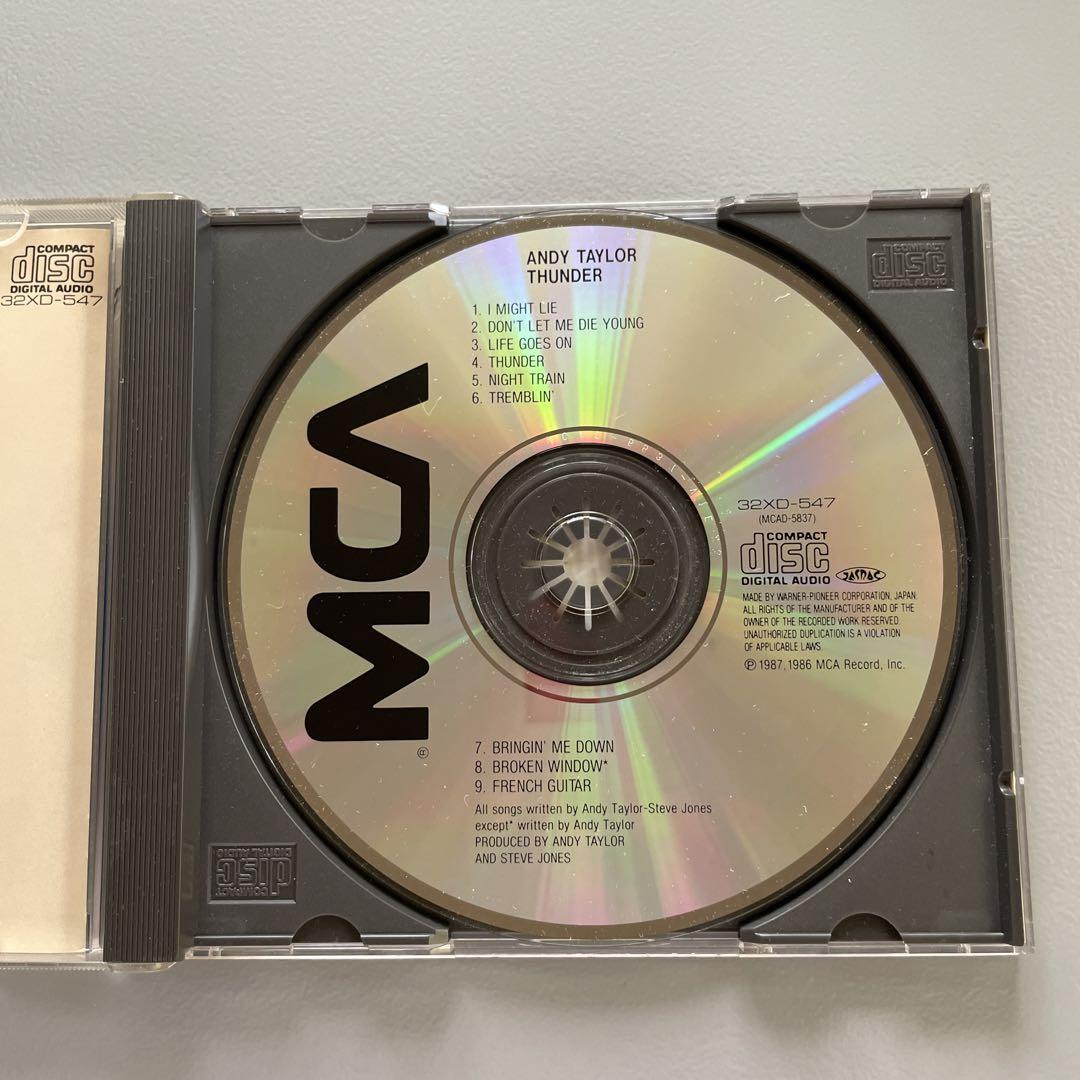 COMPACT
disc
DIGITAL AUDIO
32XD-547
ANDY TAYLOR
THUNDER
1. I MIGHT LIE
2. DON'T LET ME DIE YOUNG
3. LIFE GOES ON
4. THUNDER
5. NIGHT TRAIN
6. TREMBLIN'
MCA
®
32XD-547
(MCAD-5837)
COMPACT
disc
DIGITAL AUDIO
JASRAC
MADE BY WARNER-PIONEER CORPORATION, JAPAN
ALL RIGHTS OF THE MANUFACTURER AND OF THE
OWNER OF THE RECORDED WORK RESERVED.
UNAUTHORIZED DUPLICATION IS A VIOLATION
OF APPLICABLE LAWS.
℗ 1987, 1986 MCA Record, Inc.
7. BRINGIN' ME DOWN
8. BROKEN WINDOW*
9. FRENCH GUITAR
All songs written by Andy Taylor-Steve Jones
except* written by Andy Taylor
PRODUCED BY ANDY TAYLOR
AND STEVE JONES
COMPACT
disc
DIGITAL AUDIO
COMPACT
disc
DIGITAL AUDIO